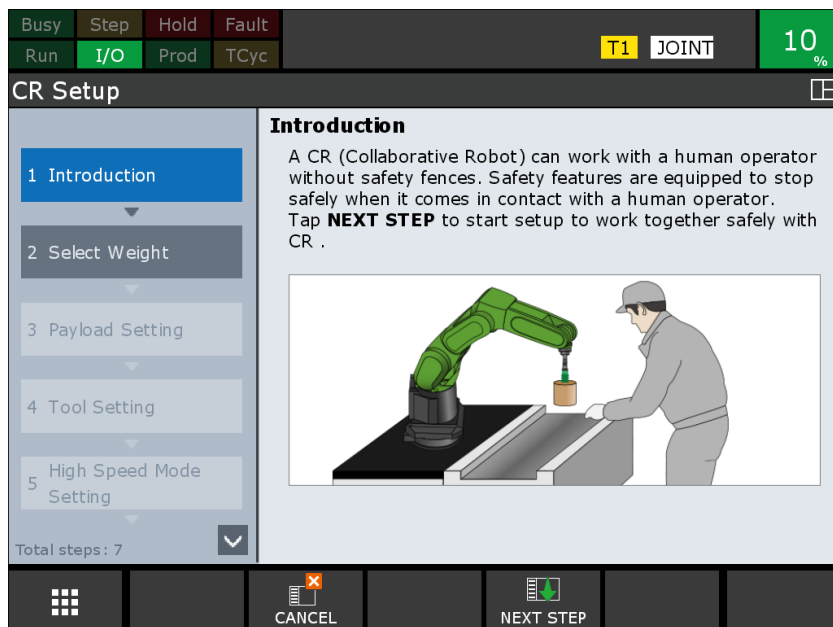 Busy Step Hold Fault
Run I/O Prod TCyc
T1 JOINT
10
%
CR Setup
1 Introduction
2 Select Weight
3 Payload Setting
4 Tool Setting
5 High Speed Mode
Setting
Total steps: 7
Introduction
A CR (Collaborative Robot) can work with a human operator
without safety fences. Safety features are equipped to stop
safely when it comes in contact with a human operator.
Tap NEXT STEP to start setup to work together safely with
CR .
CANCEL
NEXT STEP